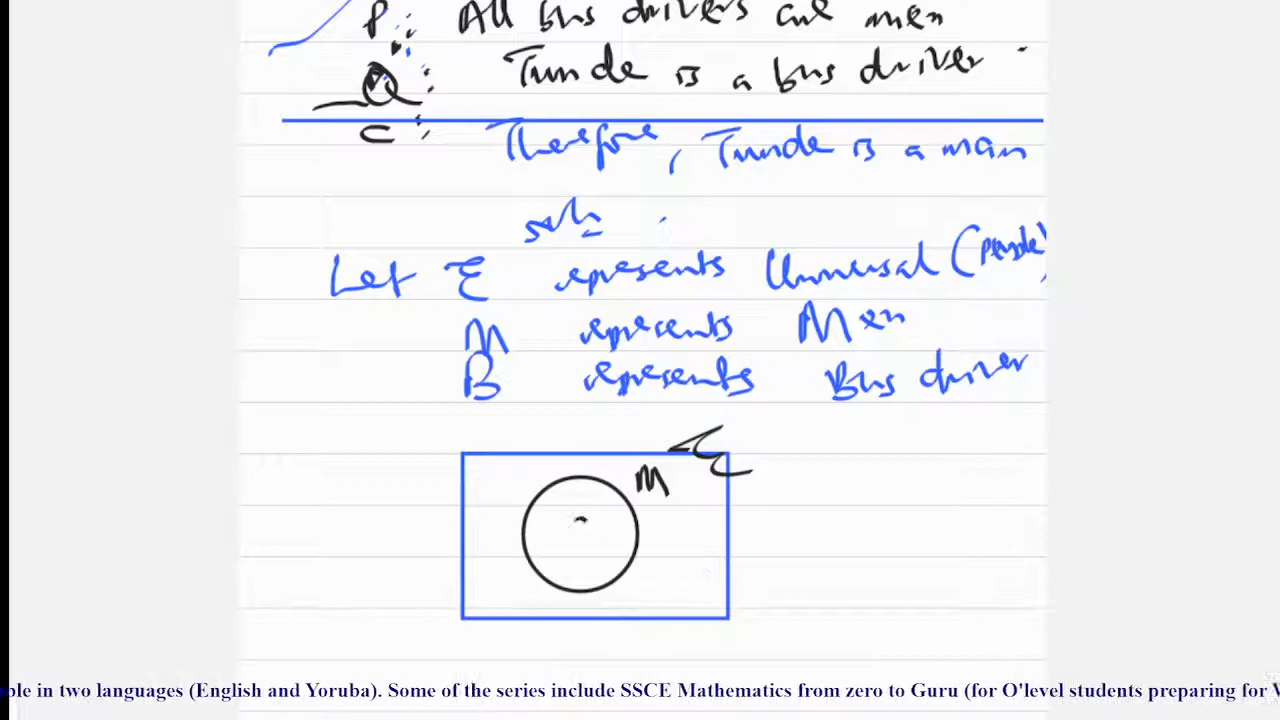 P : All bus drivers are men
Q : Tunde is a bus driver
C : Therefore, Tunde is a man
soln
Let ℰ represents Universal (People)
M represents Men
B represents Bus driver
ℰ
M
ole in two languages (English and Yoruba). Some of the series include SSCE Mathematics from zero to Guru (for O'level students preparing for